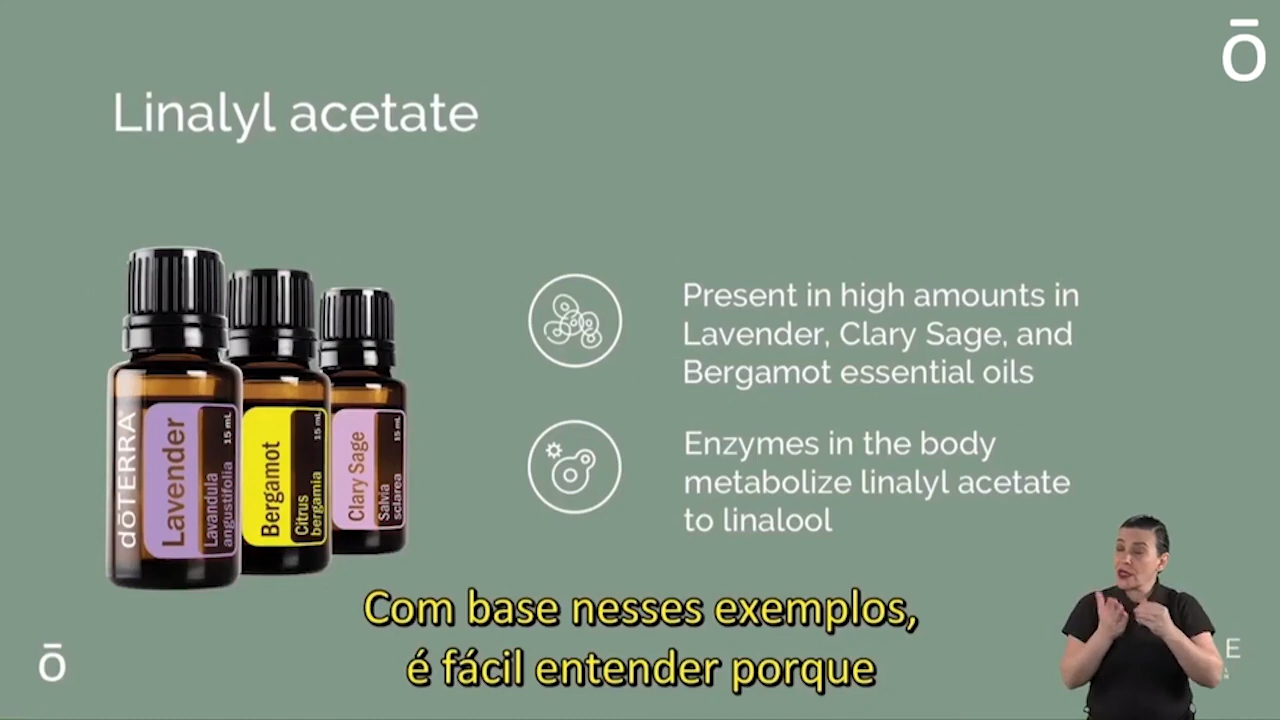 ō
Linalyl acetate
Present in high amounts in
Lavender, Clary Sage, and
Bergamot essential oils
Enzymes in the body
metabolize linalyl acetate
to linalool
dōTERRA
Lavender
Lavandula
angustifolia
15 mL
Bergamot
Citrus
bergamia
15 mL
Clary Sage
Salvia
sclarea
15 mL
Com base nesses exemplos,
é fácil entender porque
ō
E